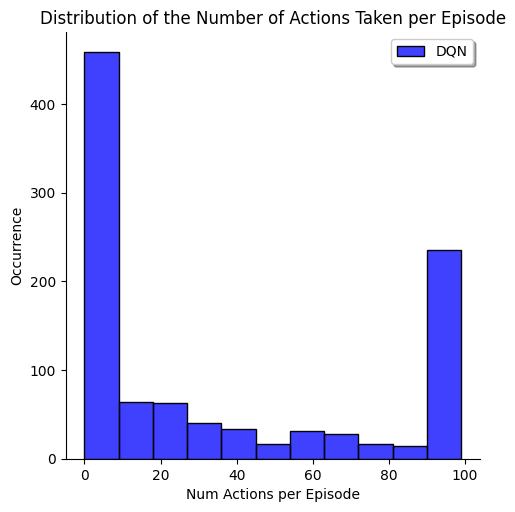 Distribution of the Number of Actions Taken per Episode
DQN
400
300
200
100
0
Occurrence
0 20 40 60 80 100
Num Actions per Episode